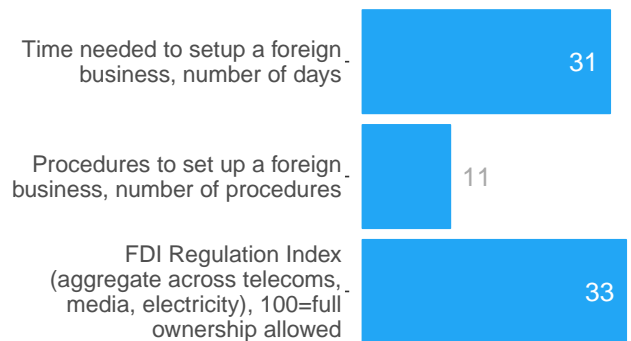 Time needed to setup a foreign
business, number of days
31
Procedures to set up a foreign
business, number of procedures
11
FDI Regulation Index
(aggregate across telecoms,
media, electricity), 100=full
ownership allowed
33